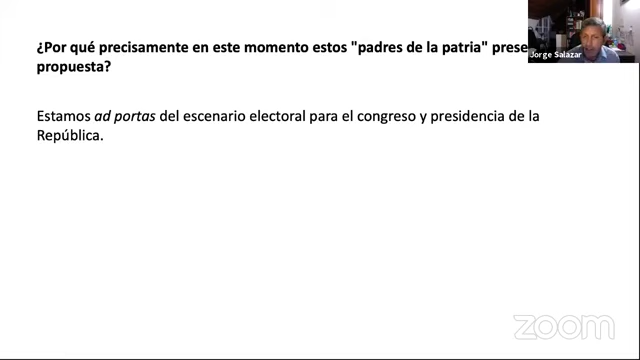 ¿Por qué precisamente en este momento estos "padres de la patria"
propuesta?
Jorge Salazar
Estamos ad portas del escenario electoral para el congreso y presidencia de la
República.
zoom